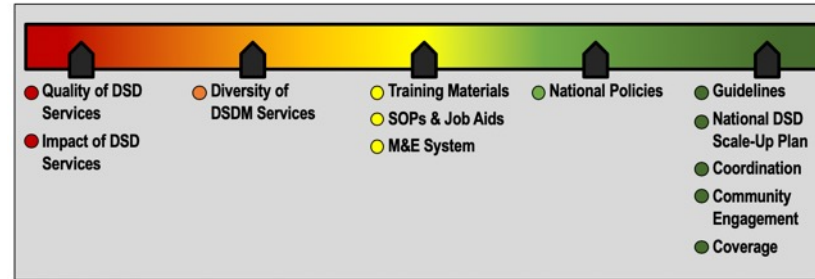 Quality of DSD
Services
Impact of DSD
Services
Diversity of
DSDM Services
Training Materials
SOPs & Job Aids
M&E System
National Policies
Guidelines
National DSD
Scale-Up Plan
Coordination
Community
Engagement
Coverage